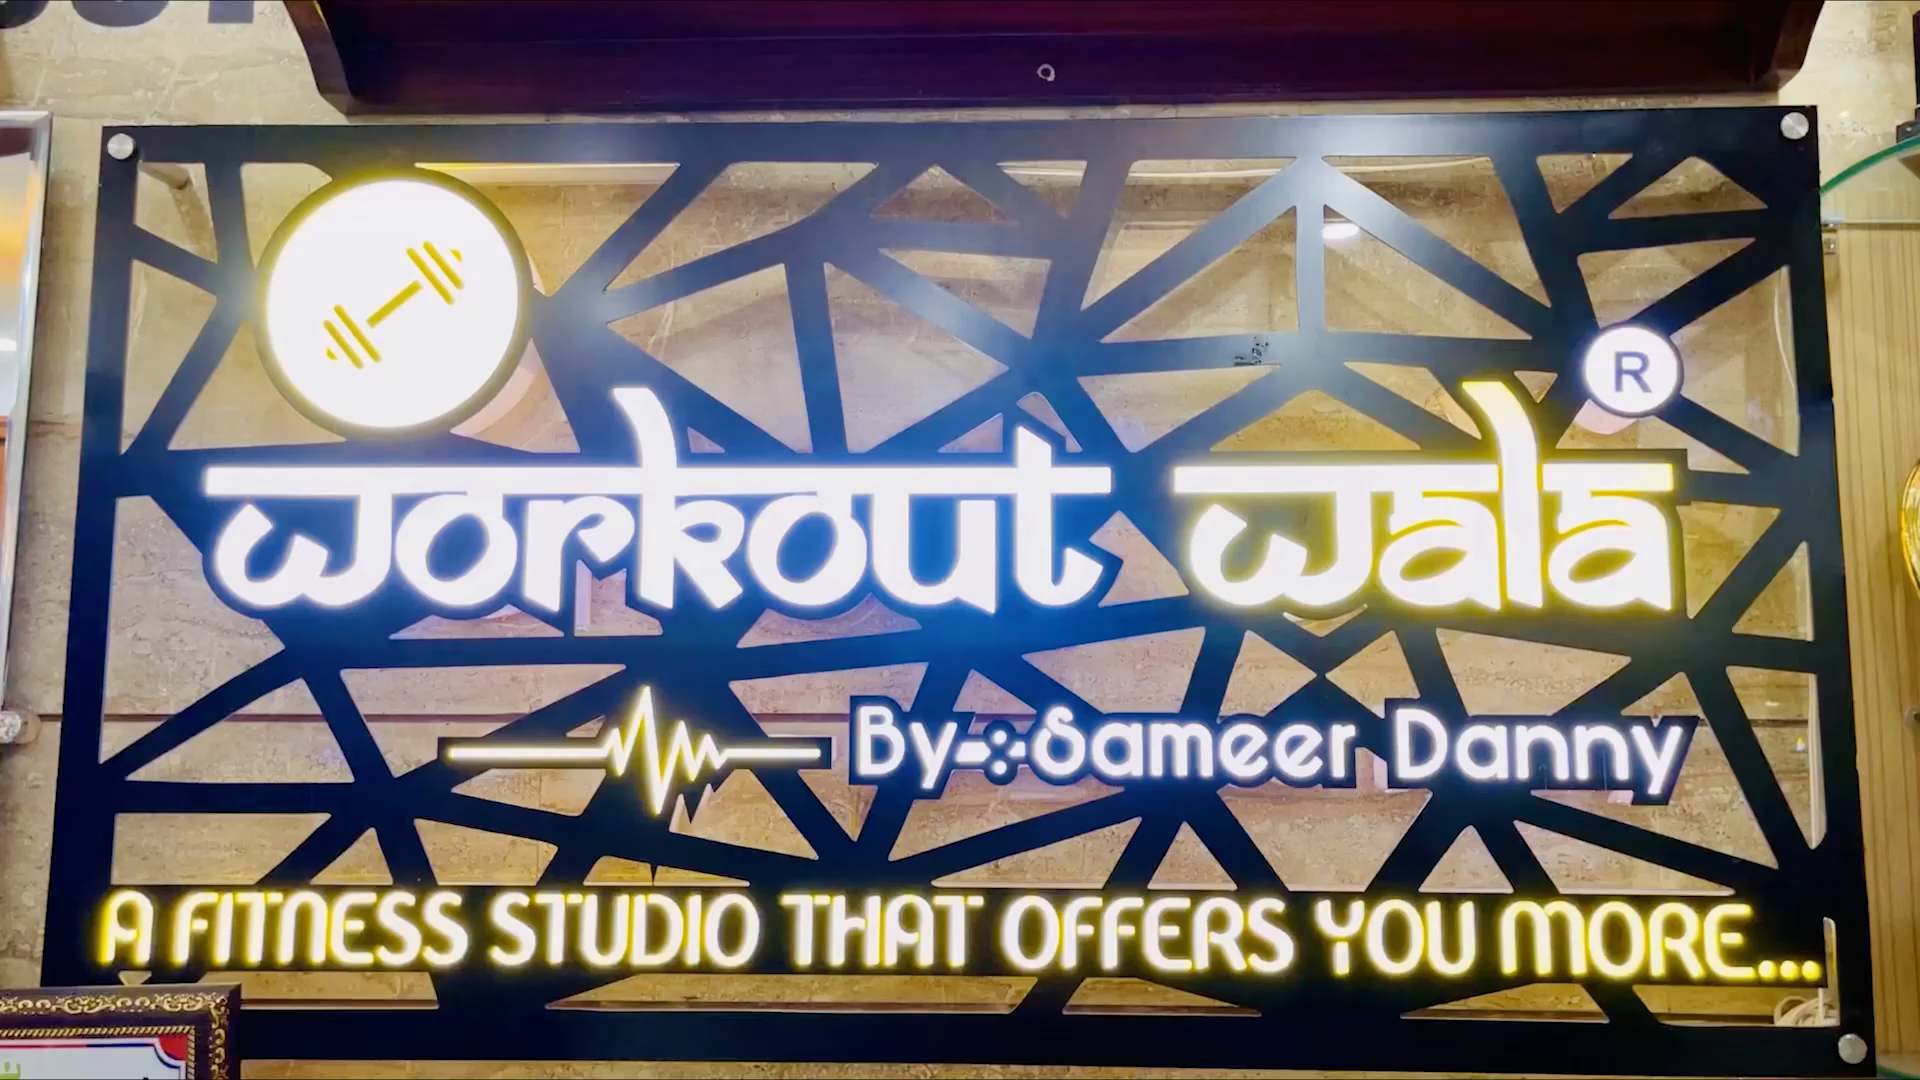 workout wala ®
By-:-Sameer Danny
A FITNESS STUDIO THAT OFFERS YOU MORE...